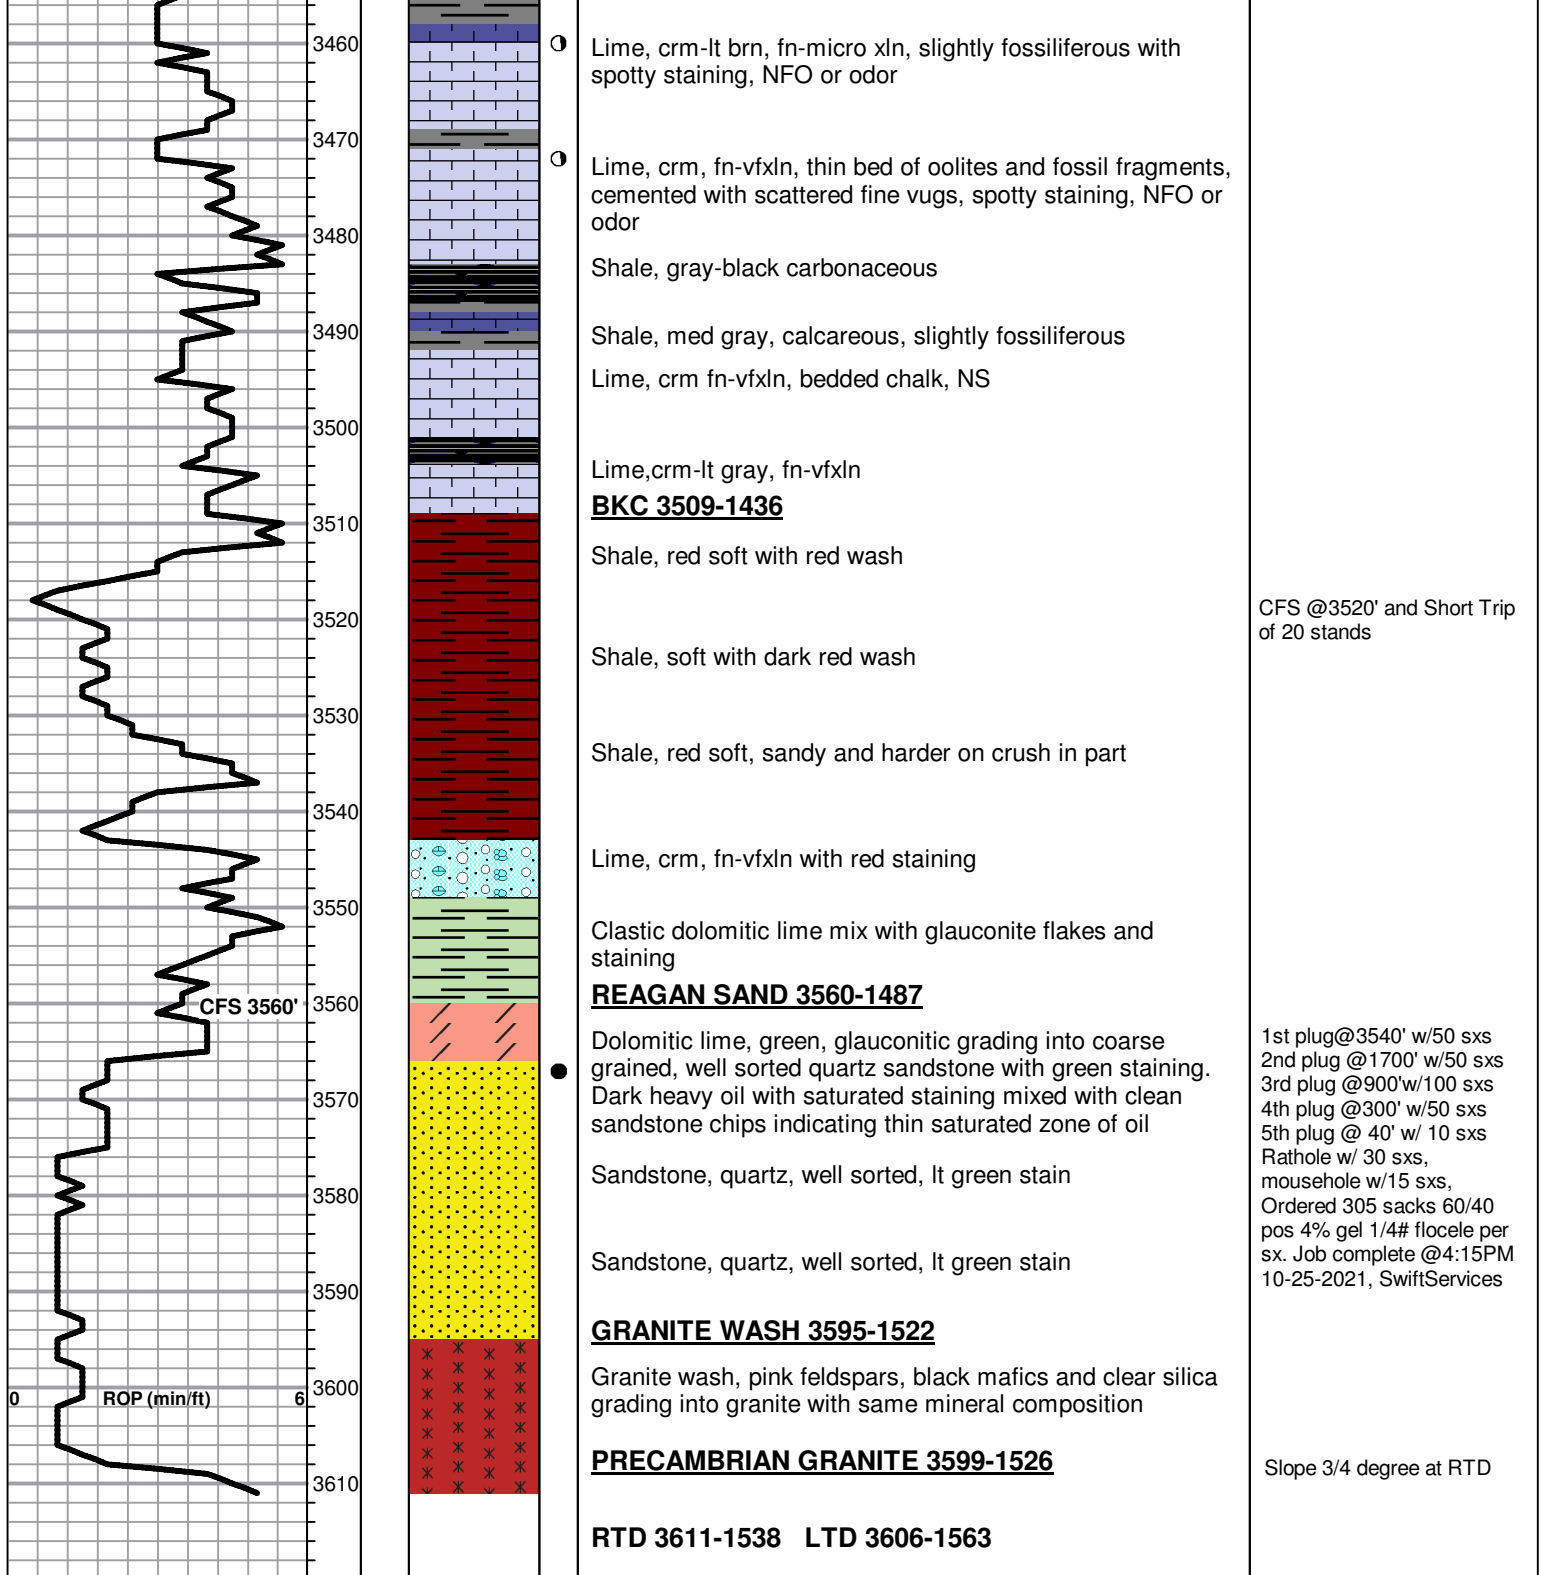 3460
Lime, crm-lt brn, fn-micro xln, slightly fossiliferous with
spotty staining, NFO or odor
3470
Lime, crm, fn-vfxln, thin bed of oolites and fossil fragments,
cemented with scattered fine vugs, spotty staining, NFO or
odor
3480
Shale, gray-black carbonaceous
3490
Shale, med gray, calcareous, slightly fossiliferous
Lime, crm fn-vfxln, bedded chalk, NS
3500
Lime,crm-lt gray, fn-vfxln
BKC 3509-1436
3510
Shale, red soft with red wash
CFS @3520' and Short Trip
of 20 stands
3520
Shale, soft with dark red wash
3530
Shale, red soft, sandy and harder on crush in part
3540
Lime, crm, fn-vfxln with red staining
3550
Clastic dolomitic lime mix with glauconite flakes and
staining
REAGAN SAND 3560-1487
CFS 3560'
3560
Dolomitic lime, green, glauconitic grading into coarse
grained, well sorted quartz sandstone with green staining.
Dark heavy oil with saturated staining mixed with clean
sandstone chips indicating thin saturated zone of oil
1st plug@3540' w/50 sxs
2nd plug @1700' w/50 sxs
3rd plug @900'w/100 sxs
4th plug @300' w/50 sxs
5th plug @ 40' w/ 10 sxs
Rathole w/ 30 sxs,
mousehole w/15 sxs,
Ordered 305 sacks 60/40
pos 4% gel 1/4# flocele per
sx. Job complete @4:15PM
10-25-2021, SwiftServices
3570
Sandstone, quartz, well sorted, lt green stain
3580
Sandstone, quartz, well sorted, lt green stain
3590
GRANITE WASH 3595-1522
Granite wash, pink feldspars, black mafics and clear silica
grading into granite with same mineral composition
0 ROP (min/ft) 6
3600
PRECAMBRIAN GRANITE 3599-1526
Slope 3/4 degree at RTD
3610
RTD 3611-1538 LTD 3606-1563